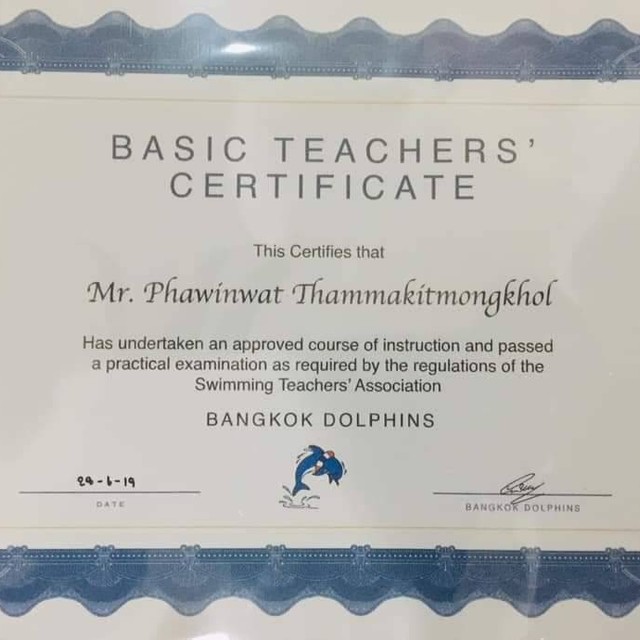 BASIC TEACHERS'
CERTIFICATE
This Certifies that
Mr. Phawinwat Thammakitmongkhol
Has undertaken an approved course of instruction and passed
a practical examination as required by the regulations of the
Swimming Teachers' Association
BANGKOK DOLPHINS
29-6-19
DATE
BANGKOK DOLPHINS